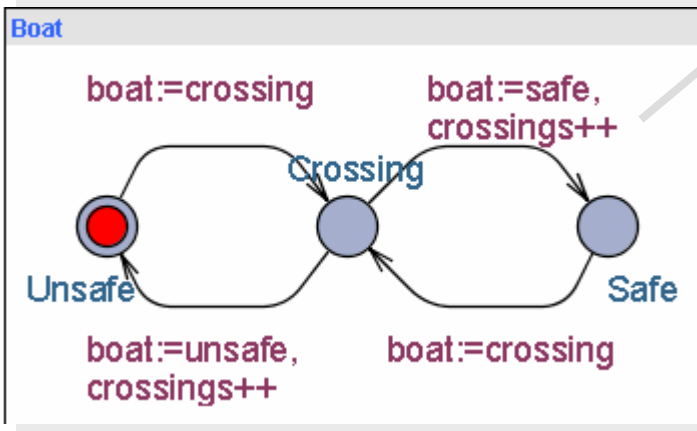 Boat
boat:=crossing
boat:=safe,
crossings++
Crossing
Unsafe
Safe
boat:=unsafe,
crossings++
boat:=crossing